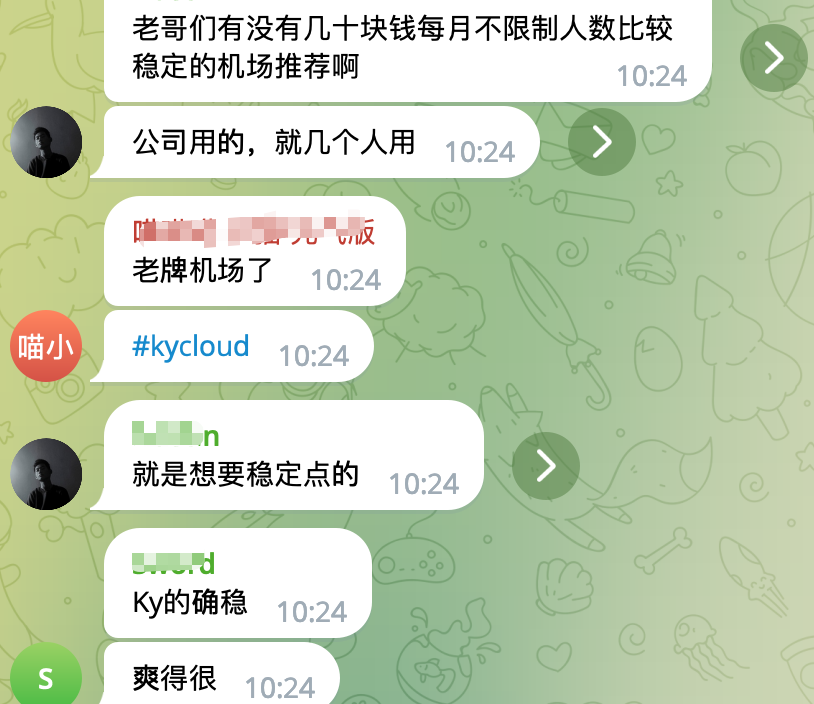 老哥们有没有几十块钱每月不限制人数比较
稳定的机场推荐啊
10:24
公司用的，就几个人用
10:24
老牌机场了
10:24
喵小
#kycloud
10:24
n
就是想要稳定点的
10:24
Ky的确稳
10:24
S
爽得很
10:24